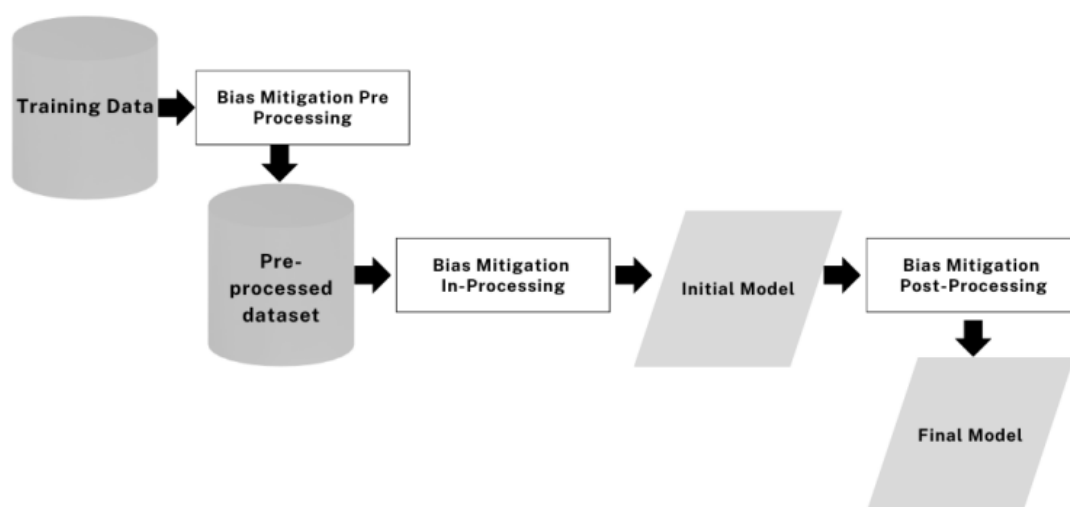 Training Data
Bias Mitigation Pre
Processing
Pre-
processed
dataset
Bias Mitigation
In-Processing
Initial Model
Bias Mitigation
Post-Processing
Final Model